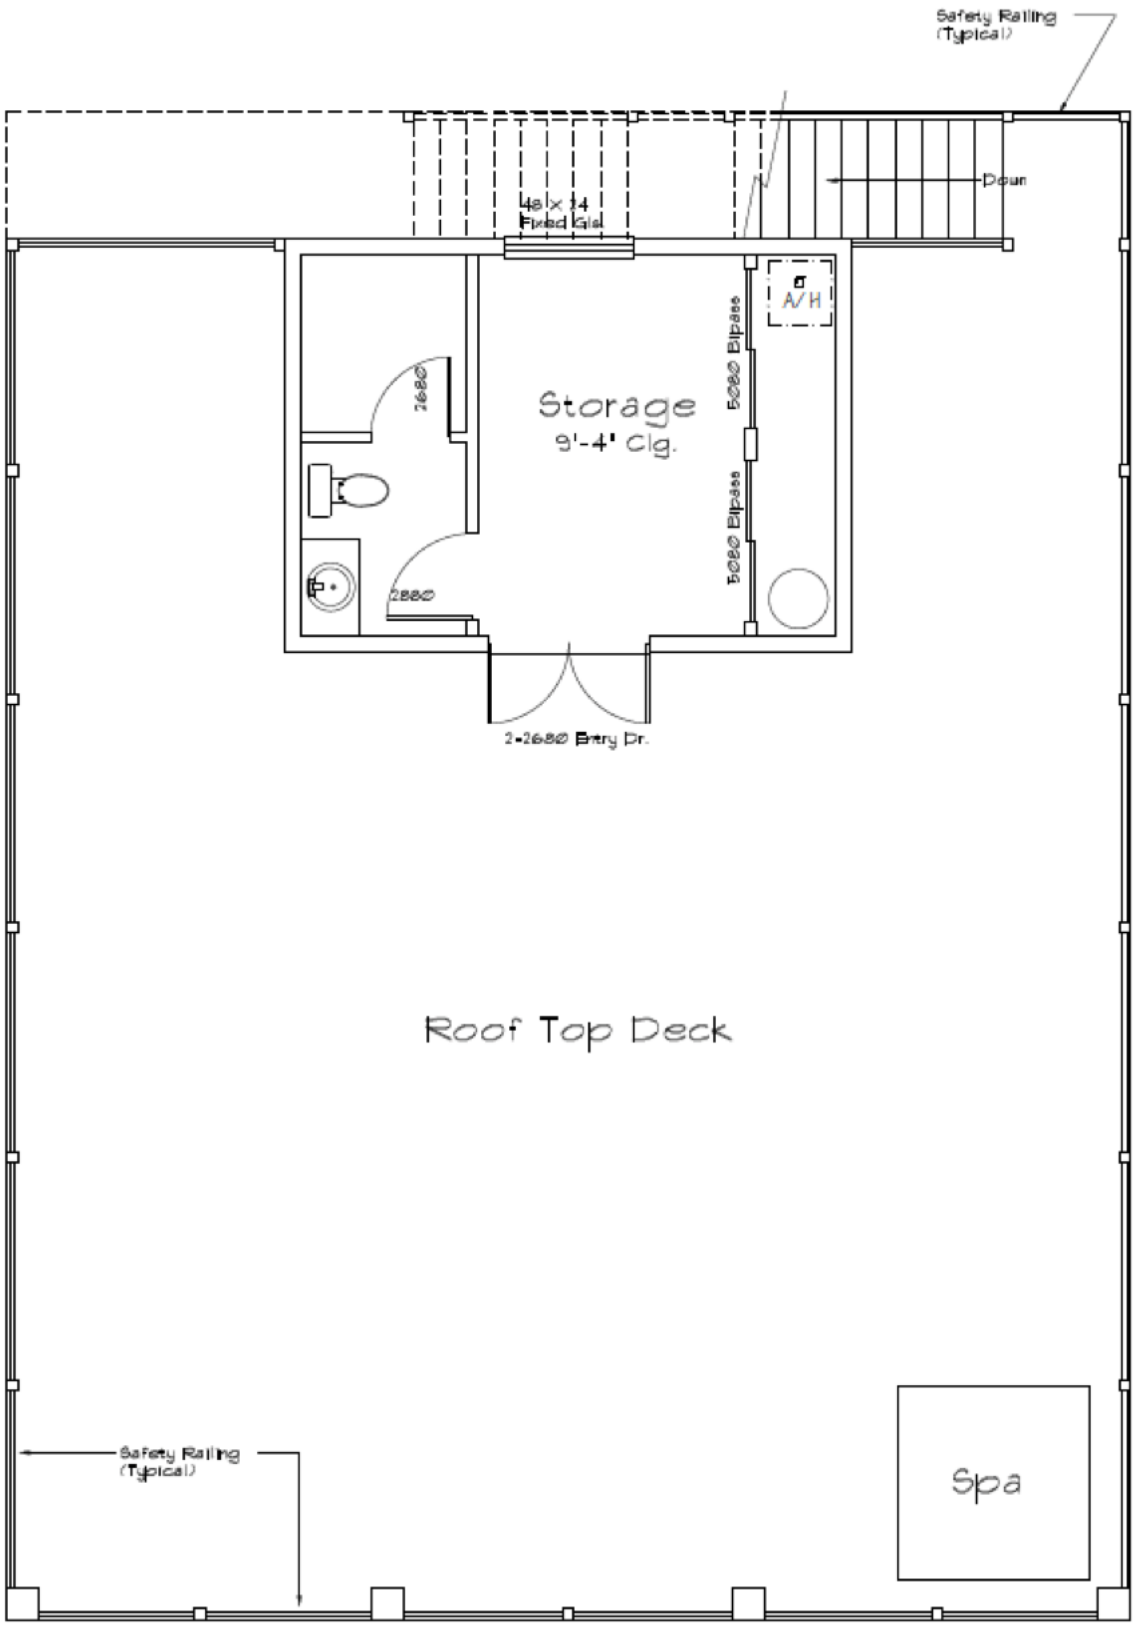 Safety Railing
(Typical)
Down
48 x 24
Fixed Gls.
A/H
5080 Bipass
2680
Storage
9'-4" Clg.
5080 Bipass
2880
2-2680 Entry Dr.
Roof Top Deck
Safety Railing
(Typical)
Spa